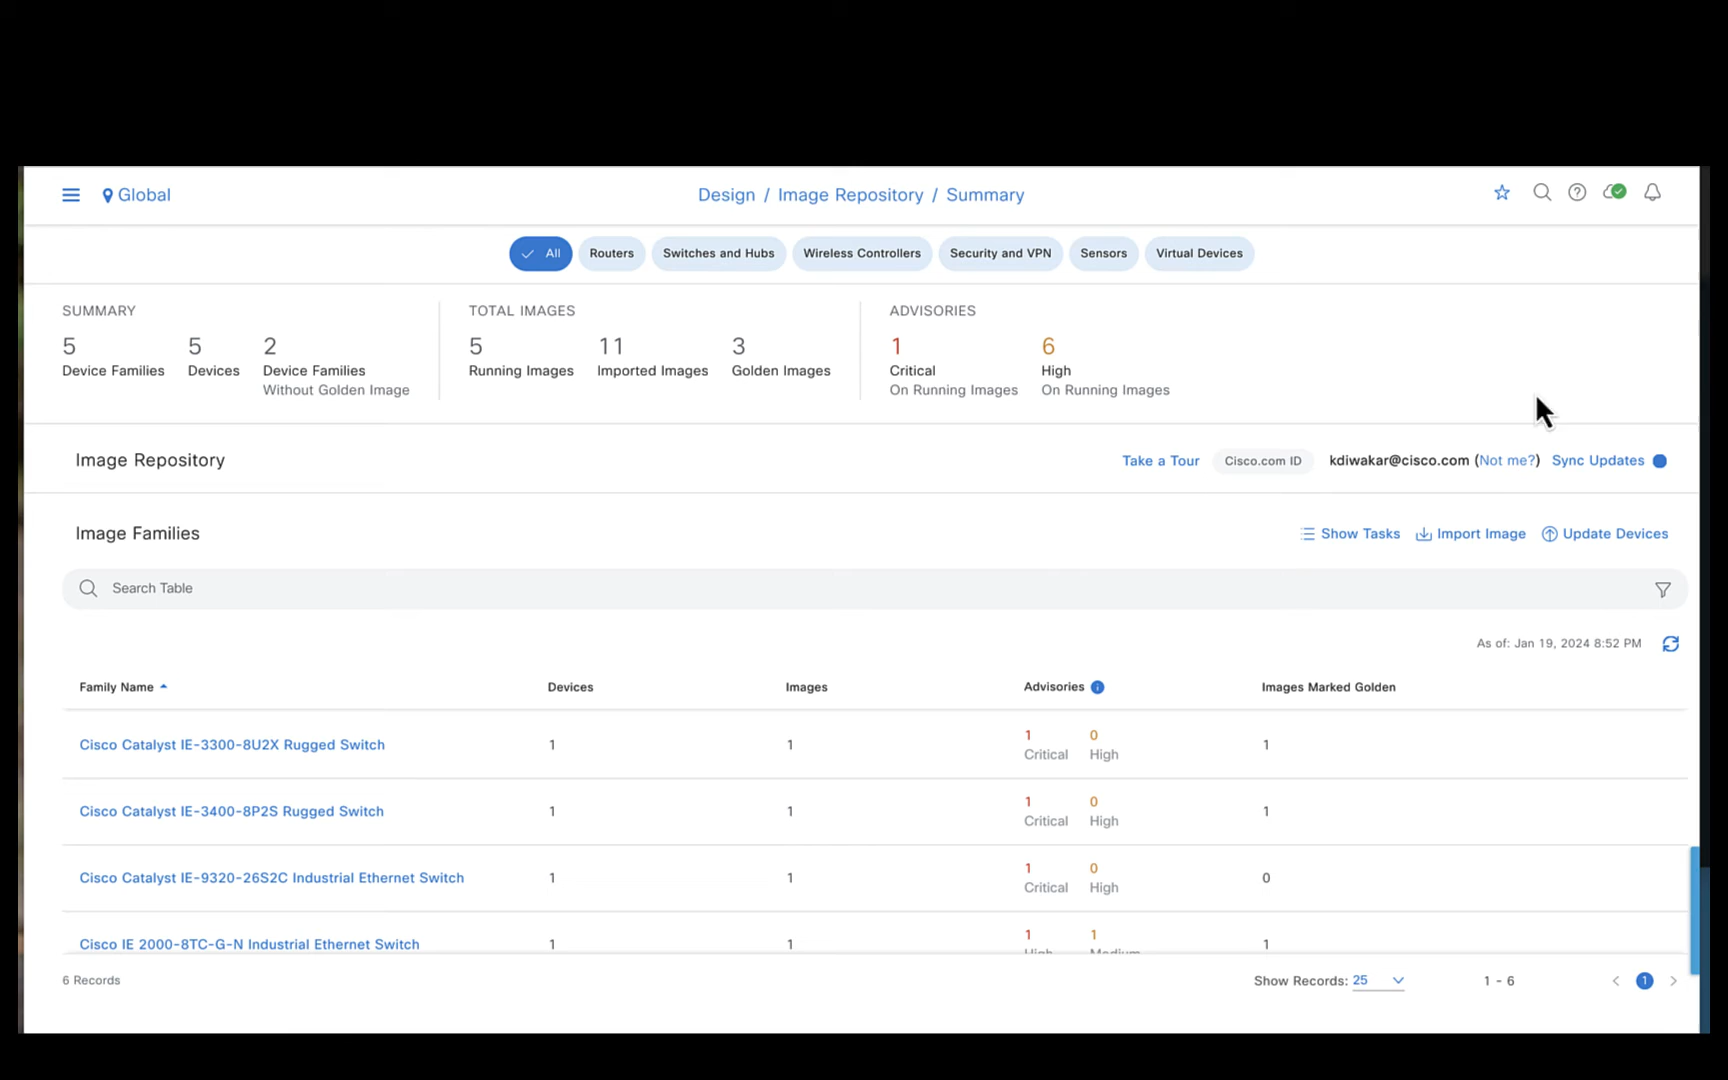 Global
Design / Image Repository / Summary
All
Routers
Switches and Hubs
Wireless Controllers
Security and VPN
Sensors
Virtual Devices
SUMMARY
5
Device Families
5
Devices
2
Device Families
Without Golden Image
TOTAL IMAGES
5
Running Images
11
Imported Images
3
Golden Images
ADVISORIES
1
Critical
On Running Images
6
High
On Running Images
Image Repository
Take a Tour
Cisco.com ID
kdiwakar@cisco.com (Not me?)
Sync Updates
Image Families
Show Tasks
Import Image
Update Devices
Search Table
As of: Jan 19, 2024 8:52 PM
Family Name Devices Images Advisories Images Marked Golden
Cisco Catalyst IE-3300-8U2X Rugged Switch 1 1 1 0 1
Critical High
Cisco Catalyst IE-3400-8P2S Rugged Switch 1 1 1 0 1
Critical High
Cisco Catalyst IE-9320-26S2C Industrial Ethernet Switch 1 1 1 0 0
Critical High
Cisco IE 2000-8TC-G-N Industrial Ethernet Switch 1 1 1 1 1
High Medium
6 Records
Show Records: 25
1 - 6
1